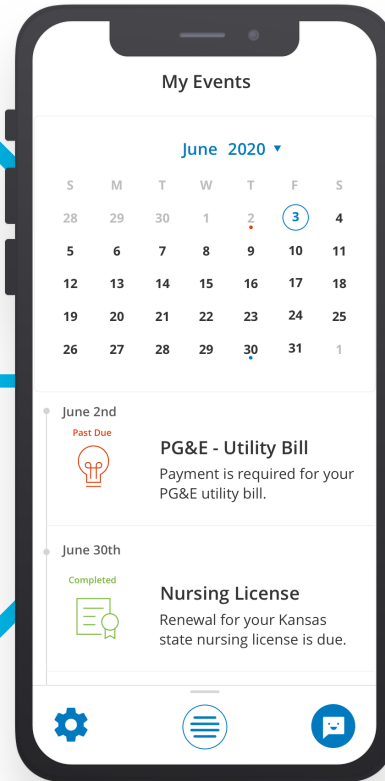 My Events
June 2020
S M T W T F S
28 29 30 1 2 3 4
5 6 7 8 9 10 11
12 13 14 15 16 17 18
19 20 21 22 23 24 25
26 27 28 29 30 31 1
June 2nd
Past Due
PG&E - Utility Bill
Payment is required for your
PG&E utility bill.
June 30th
Completed
Nursing License
Renewal for your Kansas
state nursing license is due.